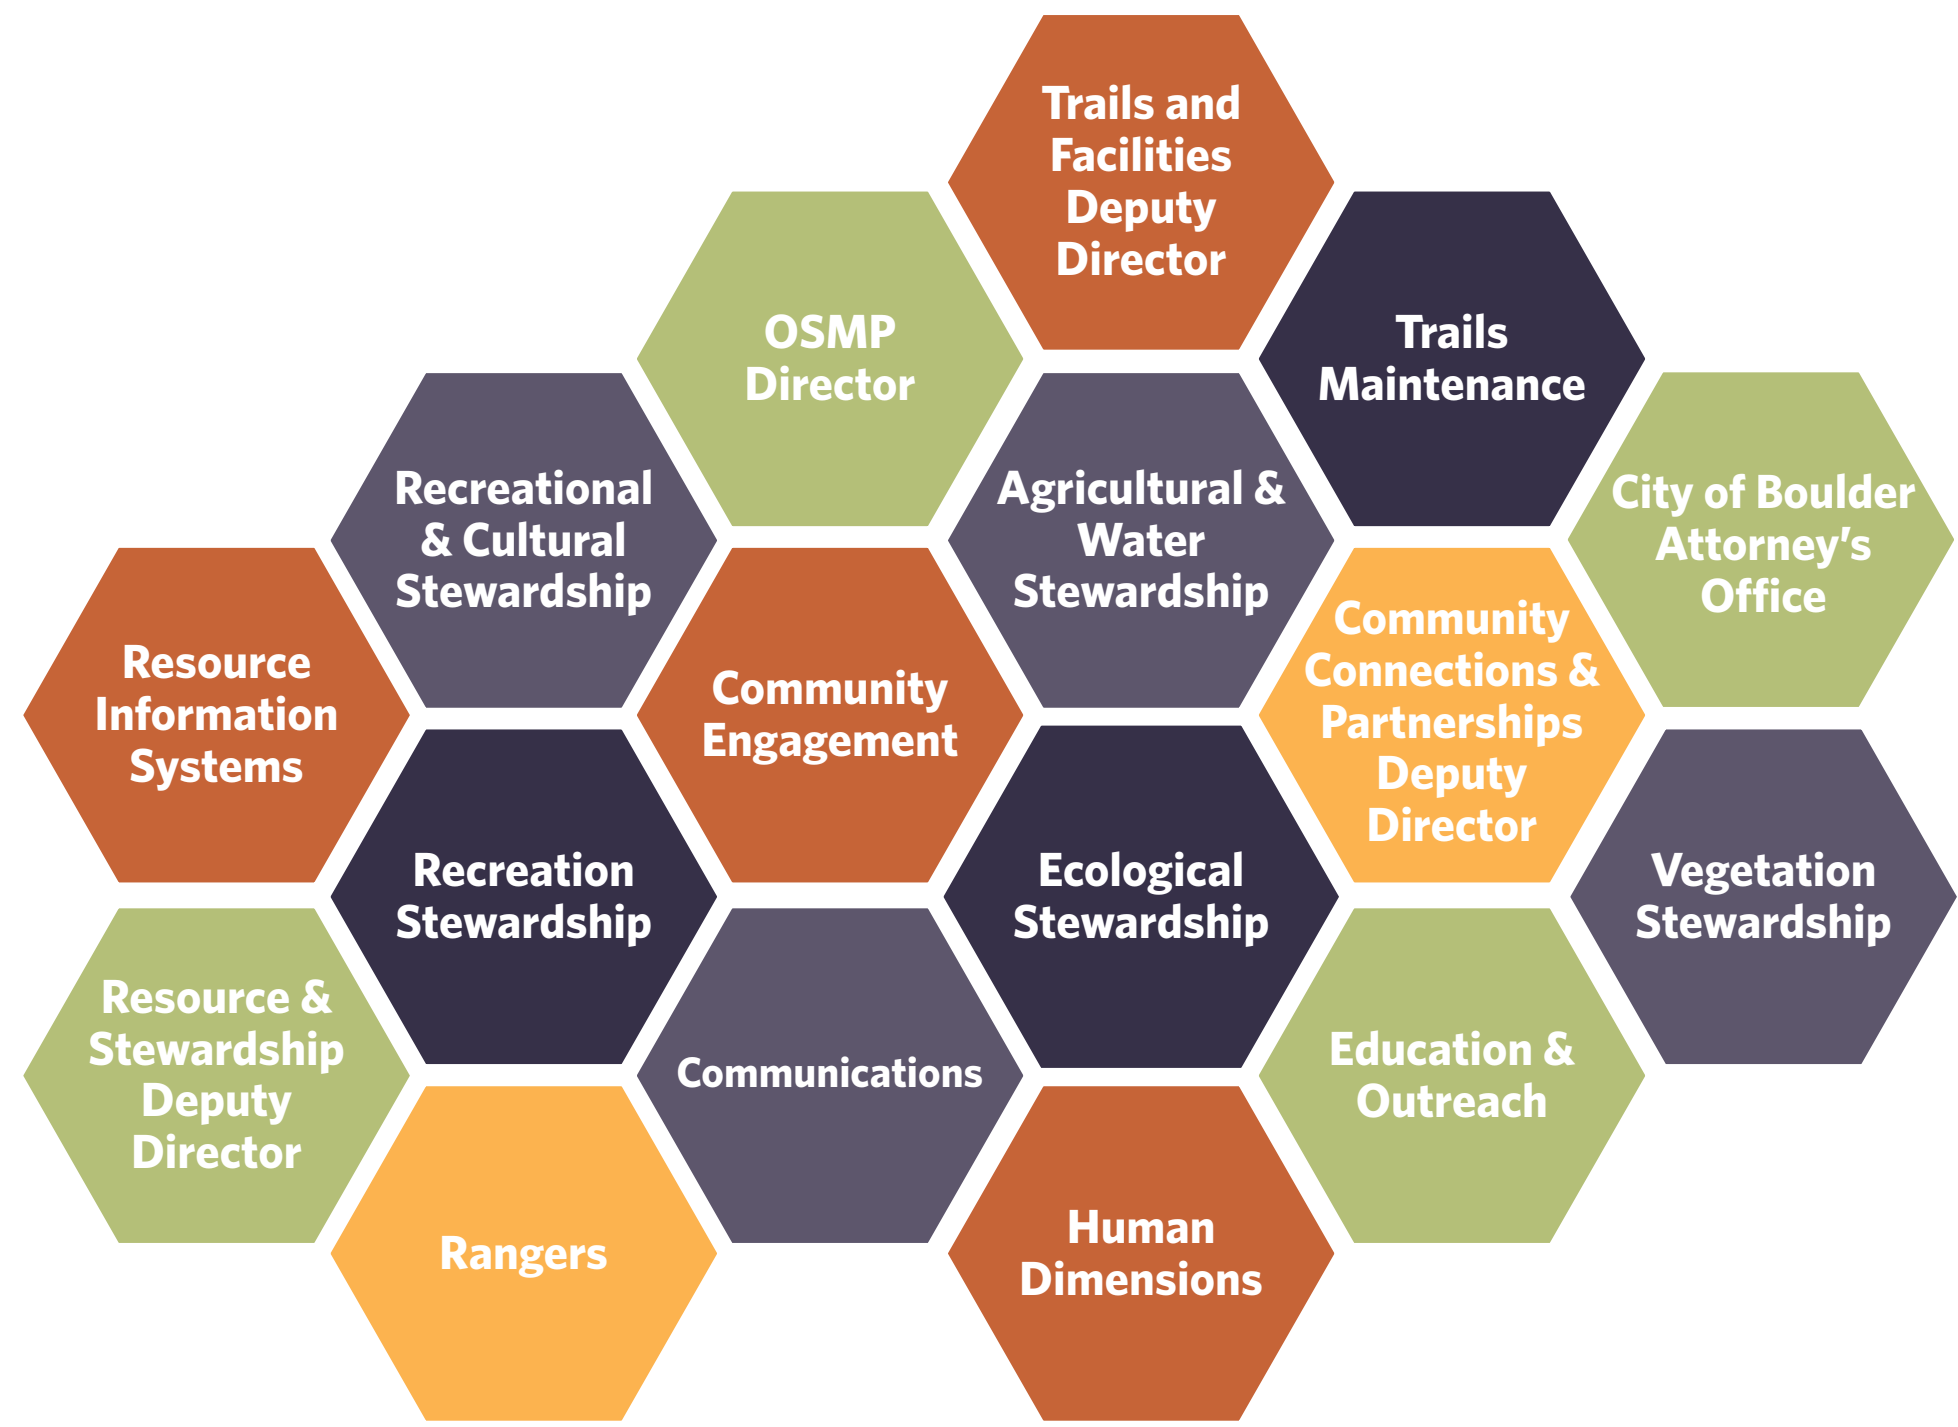 Trails and
Facilities
Deputy
Director
OSMP
Director
Trails
Maintenance
Recreational
& Cultural
Stewardship
Agricultural &
Water
Stewardship
City of Boulder
Attorney’s
Office
Resource
Information
Systems
Community
Engagement
Community
Connections &
Partnerships
Deputy
Director
Recreation
Stewardship
Ecological
Stewardship
Vegetation
Stewardship
Resource &
Stewardship
Deputy
Director
Communications
Education &
Outreach
Rangers
Human
Dimensions